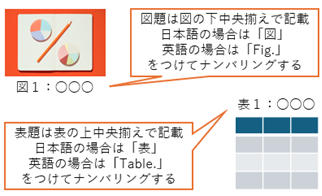 図題は図の下中央揃えで記載
日本語の場合は「図」
英語の場合は「Fig.」
をつけてナンバリングする
図１：○○○
表１：○○○
表題は表の上中央揃えで記載
日本語の場合は「表」
英語の場合は「Table.」
をつけてナンバリングする